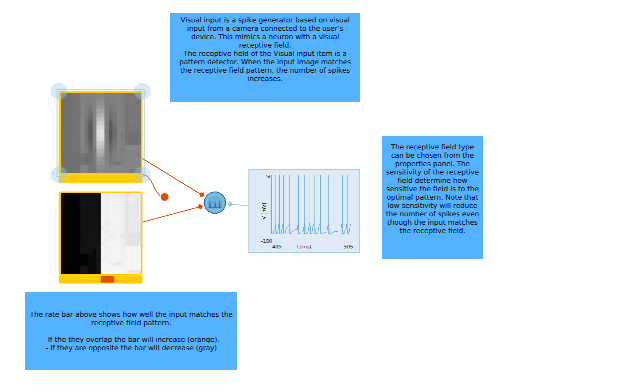 Visual input is a spike generator based on visual
input from a camera connected to the user's
device. This mimics a neuron with a visual
receptive field.
The receptive field of the Visual input item is a
pattern detector. When the input image matches
the receptive field pattern, the number of spikes
increases.
The receptive field type
can be chosen from the
properties panel. The
sensitivity of the receptive
field determine how
sensitive the field is to the
optimal pattern. Note that
low sensitivity will reduce
the number of spikes even
though the input matches
the receptive field.
-100
405
505
The rate bar above shows how well the input matches the
receptive field pattern.
If the they overlap the bar will increase (orange).
- If they are opposite the bar will decrease (gray)